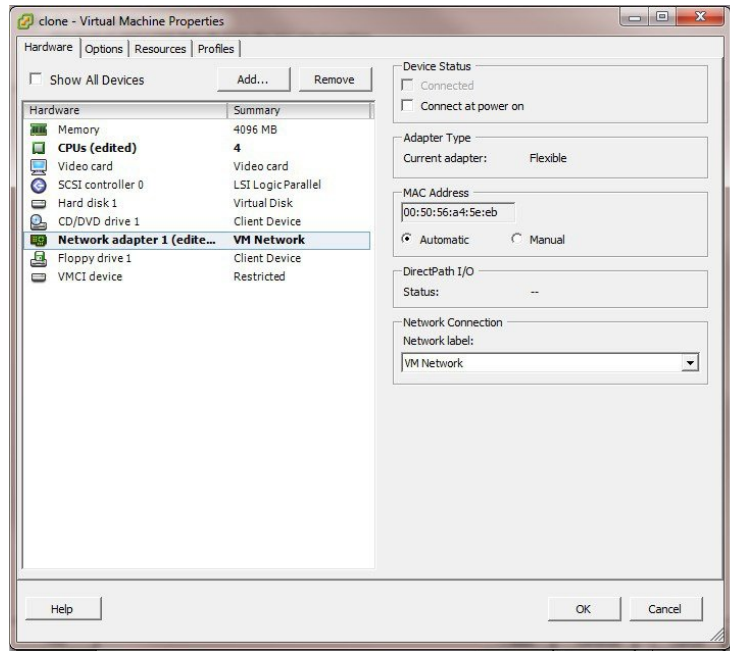 clone - Virtual Machine Properties
Hardware Options Resources Profiles
Show All Devices Add... Remove
Hardware Summary
Memory 4096 MB
CPUs (edited) 4
Video card Video card
SCSI controller 0 LSI Logic Parallel
Hard disk 1 Virtual Disk
CD/DVD drive 1 Client Device
Network adapter 1 (edite... VM Network
Floppy drive 1 Client Device
VMCI device Restricted
Device Status
Connected
Connect at power on
Adapter Type
Current adapter: Flexible
MAC Address
00:50:56:a4:5e:eb
Automatic Manual
DirectPath I/O
Status: --
Network Connection
Network label:
VM Network
Help OK Cancel